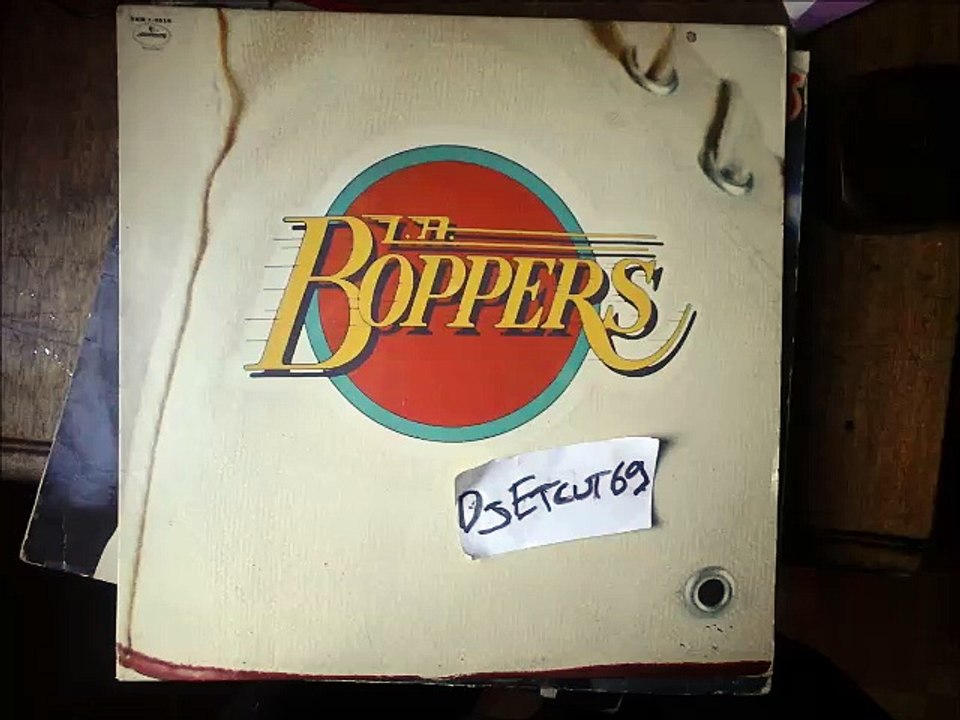 L.A.
BOPPERS
DJETCUT69